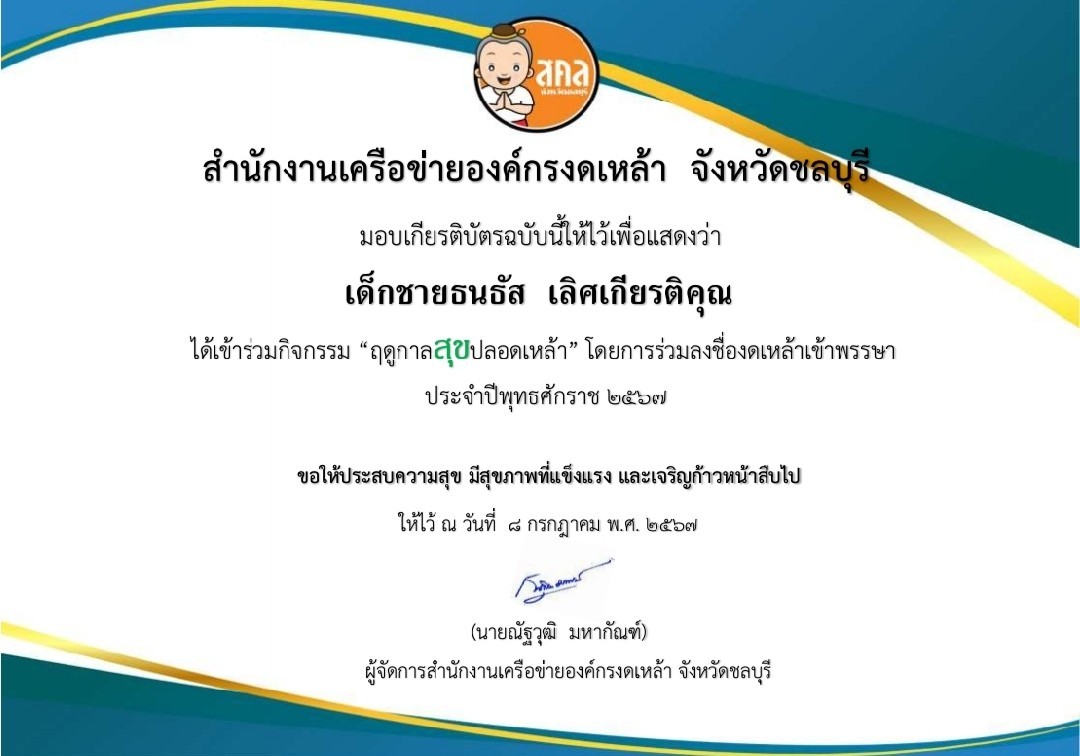 สคล
สำนักงานเครือข่ายองค์กรงดเหล้า จังหวัดชลบุรี
มอบเกียรติบัตรฉบับนี้ให้ไว้เพื่อแสดงว่า
เด็กชายธนธัส เลิศเกียรติคุณ
ได้เข้าร่วมกิจกรรม “ฤดูกาลสุขปลอดเหล้า” โดยการร่วมลงชื่องดเหล้าเข้าพรรษา
ประจำปีพุทธศักราช ๒๕๖๗
ขอให้ประสบความสุข มีสุขภาพที่แข็งแรง และเจริญก้าวหน้าสืบไป
ให้ไว้ ณ วันที่ ๘ กรกฎาคม พ.ศ. ๒๕๖๗
(นายณัฐวุฒิ มหากัณฑ์)
ผู้จัดการสำนักงานเครือข่ายองค์กรงดเหล้า จังหวัดชลบุรี